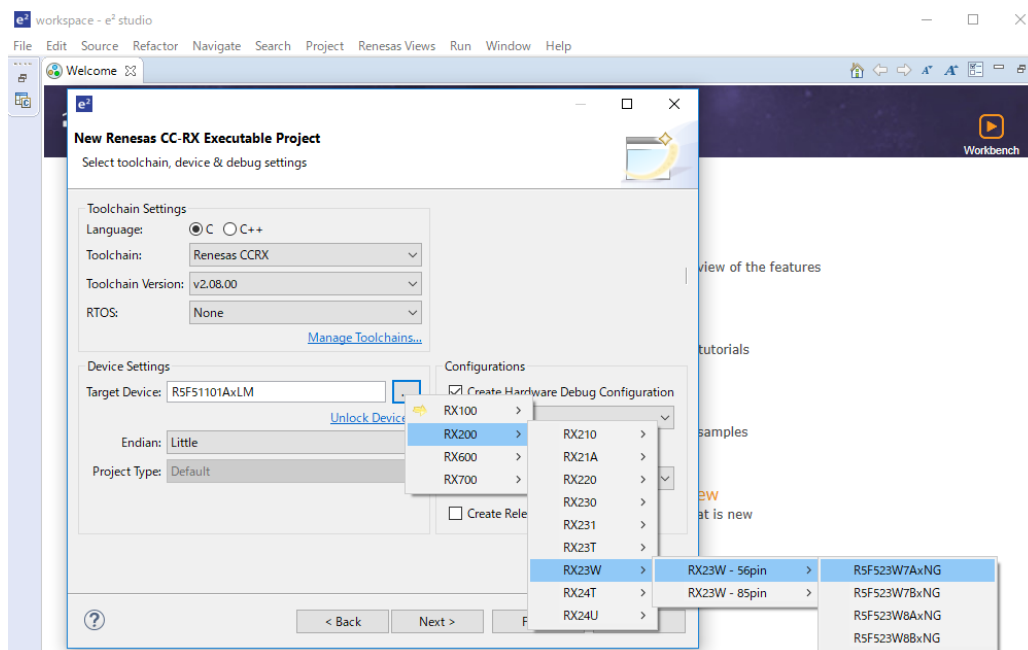 e² workspace - e² studio
File Edit Source Refactor Navigate Search Project Renesas Views Run Window Help
Welcome
Workbench
e²
New Renesas CC-RX Executable Project
Select toolchain, device & debug settings
Toolchain Settings
Language: C C++
Toolchain: Renesas CCRX
Toolchain Version: v2.08.00
RTOS: None
Manage Toolchains...
view of the features
tutorials
Device Settings
Configurations
Target Device: R5F51101AxLM ...
Create Hardware Debug Configuration
Unlock Device
Endian: Little
Project Type: Default
RX100
RX200
RX600
RX700
Create Rele
RX210
RX21A
RX220
RX230
RX231
RX23T
RX23W
RX24T
RX24U
RX23W - 56pin
RX23W - 85pin
R5F523W7AxNG
R5F523W7BxNG
R5F523W8AxNG
R5F523W8BxNG
samples
ew
at is new
? < Back Next > F